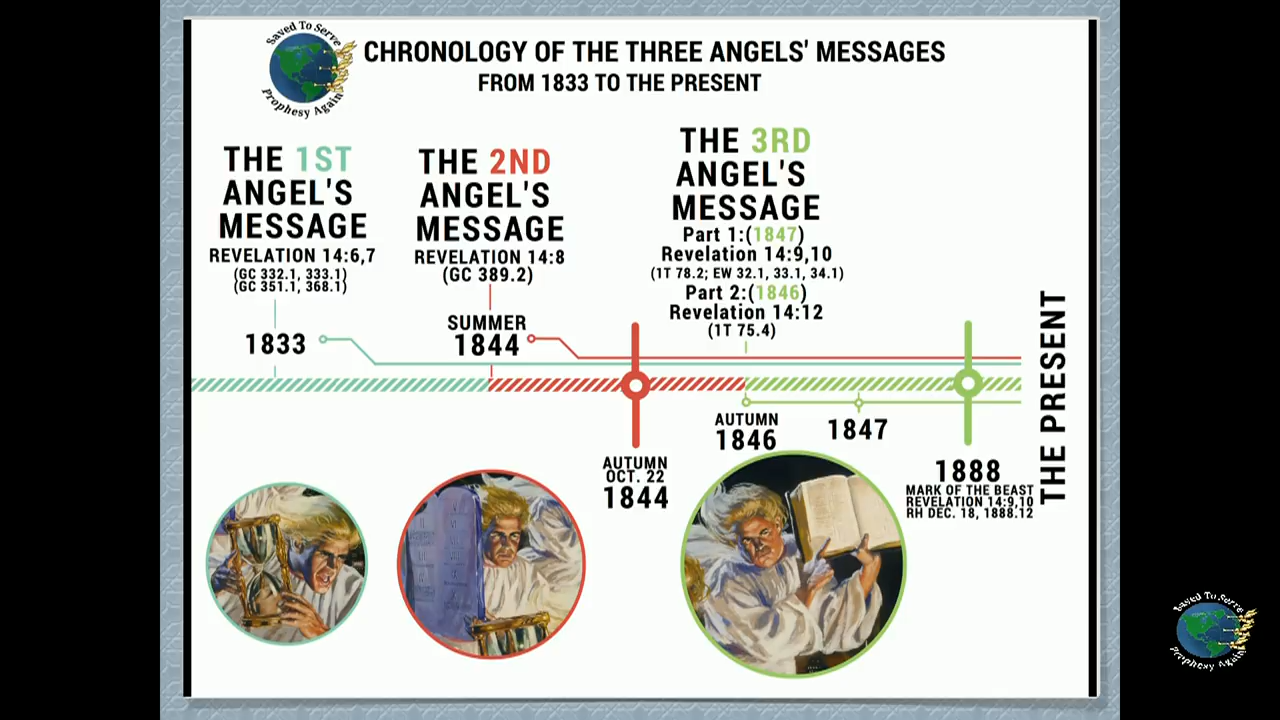 Saved To Serve
Prophesy Again
CHRONOLOGY OF THE THREE ANGELS' MESSAGES
FROM 1833 TO THE PRESENT
THE 1ST
ANGEL'S
MESSAGE
REVELATION 14:6,7
(GC 332.1, 333.1)
(GC 351.1, 368.1)
1833
THE 2ND
ANGEL'S
MESSAGE
REVELATION 14:8
(GC 389.2)
SUMMER
1844
THE 3RD
ANGEL'S
MESSAGE
Part 1:(1847)
Revelation 14:9,10
(1T 78.2; EW 32.1, 33.1, 34.1)
Part 2:(1846)
Revelation 14:12
(1T 75.4)
AUTUMN
OCT. 22
1844
AUTUMN
1846
1847
1888
MARK OF THE BEAST
REVELATION 14:9,10
RH DEC. 18, 1888.12
THE PRESENT
Saved To Serve
Prophesy Again